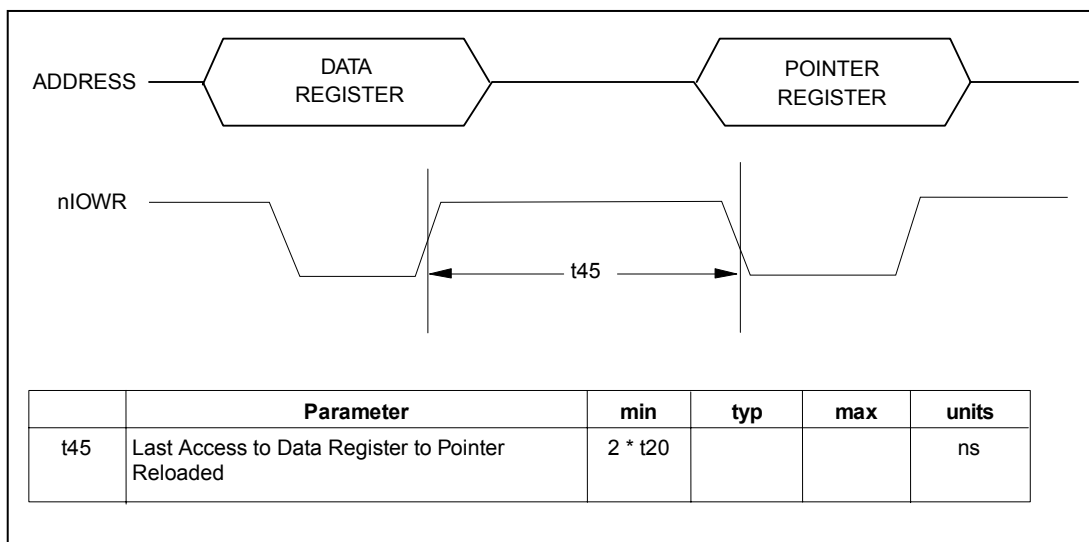 ADDRESS
DATA
REGISTER
POINTER
REGISTER
nIOWR
t45
Parameter min typ max units
t45 Last Access to Data Register to Pointer 2 * t20 ns
Reloaded